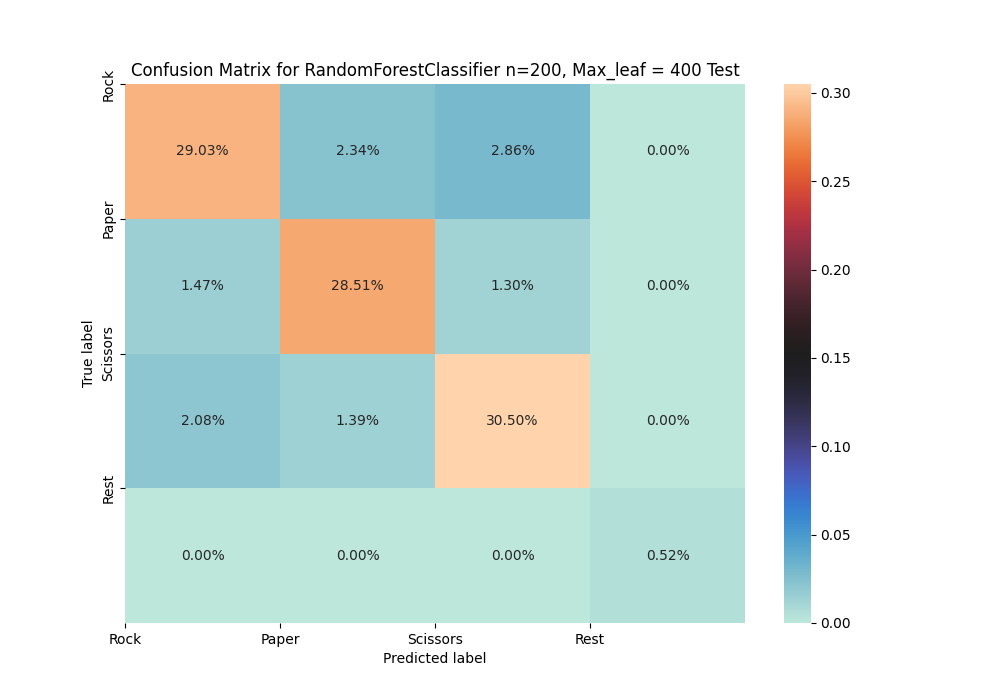 Confusion Matrix for RandomForestClassifier n=200, Max_leaf = 400 Test
True label
Rock
Paper
Scissors
Rest
29.03% 2.34% 2.86% 0.00%
1.47% 28.51% 1.30% 0.00%
2.08% 1.39% 30.50% 0.00%
0.00% 0.00% 0.00% 0.52%
Rock Paper Scissors Rest
Predicted label
0.30
0.25
0.20
0.15
0.10
0.05
0.00